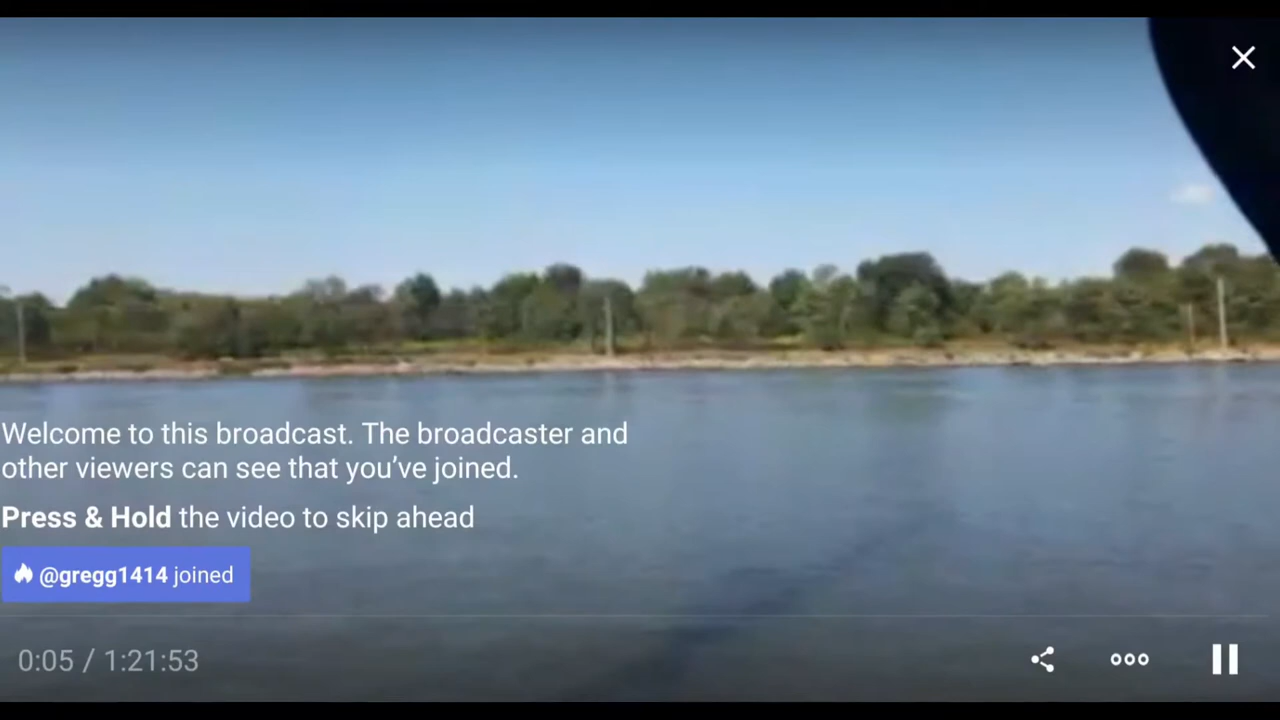 Welcome to this broadcast. The broadcaster and
other viewers can see that you’ve joined.
Press & Hold the video to skip ahead
@gregg1414 joined
0:05 / 1:21:53